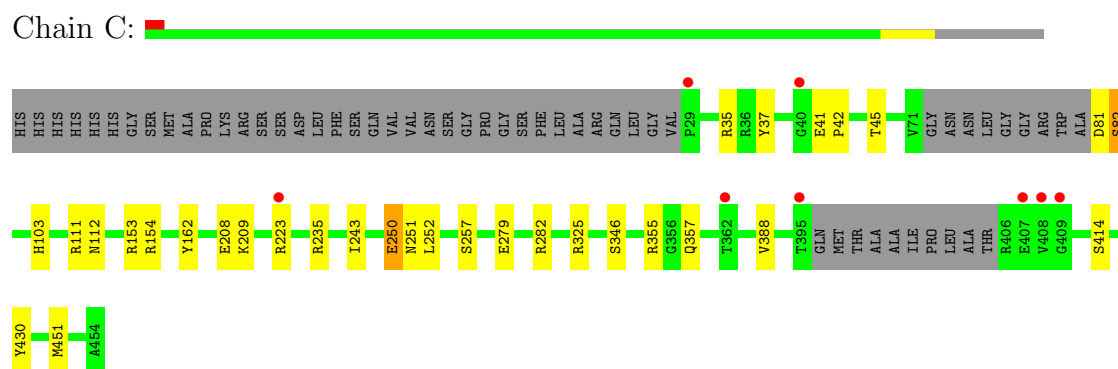 Chain C:
HIS HIS HIS HIS HIS HIS GLY SER MET ALA PRO LYS ARG SER SER ASP LEU PHE SER GLN VAL VAL ASN SER GLY PRO GLY SER PHE LEU ALA ARG GLN LEU GLY VAL P29 R35 R36 Y37 G40 E41 P42 T45 V71 GLY ASN ASN LEU GLY GLY ARG TRP ALA D81 S82
H103 R111 N112 R153 R154 Y162 E208 K209 R223 R235 I243 E250 N251 L252 S257 E279 R282 R325 S346 R355 G356 Q357 T362 V388 T395 GLN MET THR ALA ALA ILE PRO LEU ALA THR R406 E407 V408 G409 S414
Y430 M451 A454